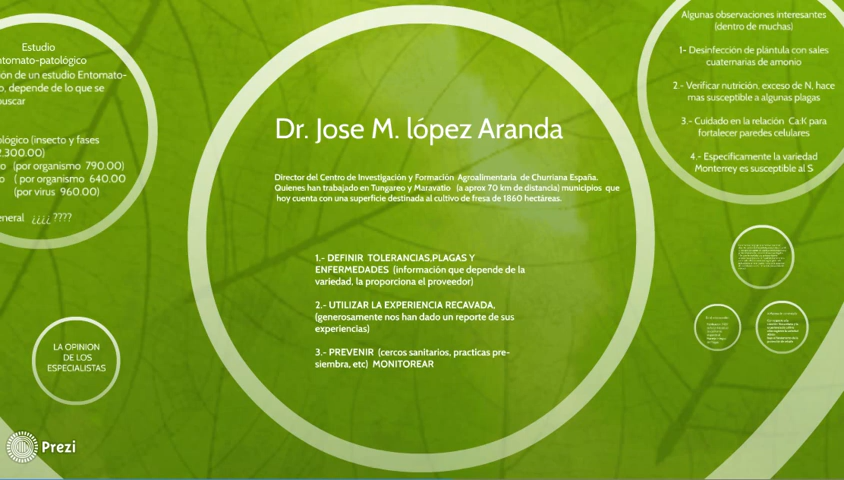 Estudio
ntomato-patológico
ón de un estudio Entomato-
o, depende de lo que se
buscar
ológico (insecto y fases
2.300.00)
o (por organismo 790.00)
o ( por organismo 640.00
(por virus 960.00)
eneral ¿¿¿¿ ????
LA OPINION
DE LOS
ESPECIALISTAS
Prezi
Dr. Jose M. lópez Aranda
Director del Centro de Investigación y Formación Agroalimentaria de Churriana España.
Quienes han trabajado en Tungareo y Maravatío (a aprox 70 km de distancia) municipios que
hoy cuenta con una superficie destinada al cultivo de fresa de 1860 hectáreas.
1.- DEFINIR TOLERANCIAS,PLAGAS Y
ENFERMEDADES (información que depende de la
variedad, la proporciona el proveedor)
2.- UTILIZAR LA EXPERIENCIA RECAVADA,
(generosamente nos han dado un reporte de sus
experiencias)
3.- PREVENIR (cercos sanitarios, practicas pre-
siembra, etc) MONITOREAR
Algunas observaciones interesantes
(dentro de muchas)
1- Desinfección de plántula con sales
cuaternarias de amonio
2.- Verificar nutrición, exceso de N, hace
mas susceptible a algunas plagas
3.- Cuidado en la relación Ca:K para
fortalecer paredes celulares
4.- Específicamente la variedad
Monterrey es susceptible al S